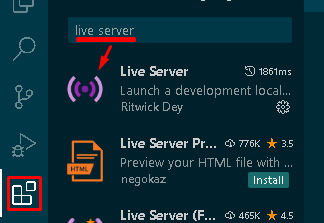 live server
Live Server 1861ms
Launch a development local...
Ritwick Dey
Live Server Pr... 776K 3.5
Preview your HTML file with ...
negokaz Install
Live Server (F... 465K 4.5